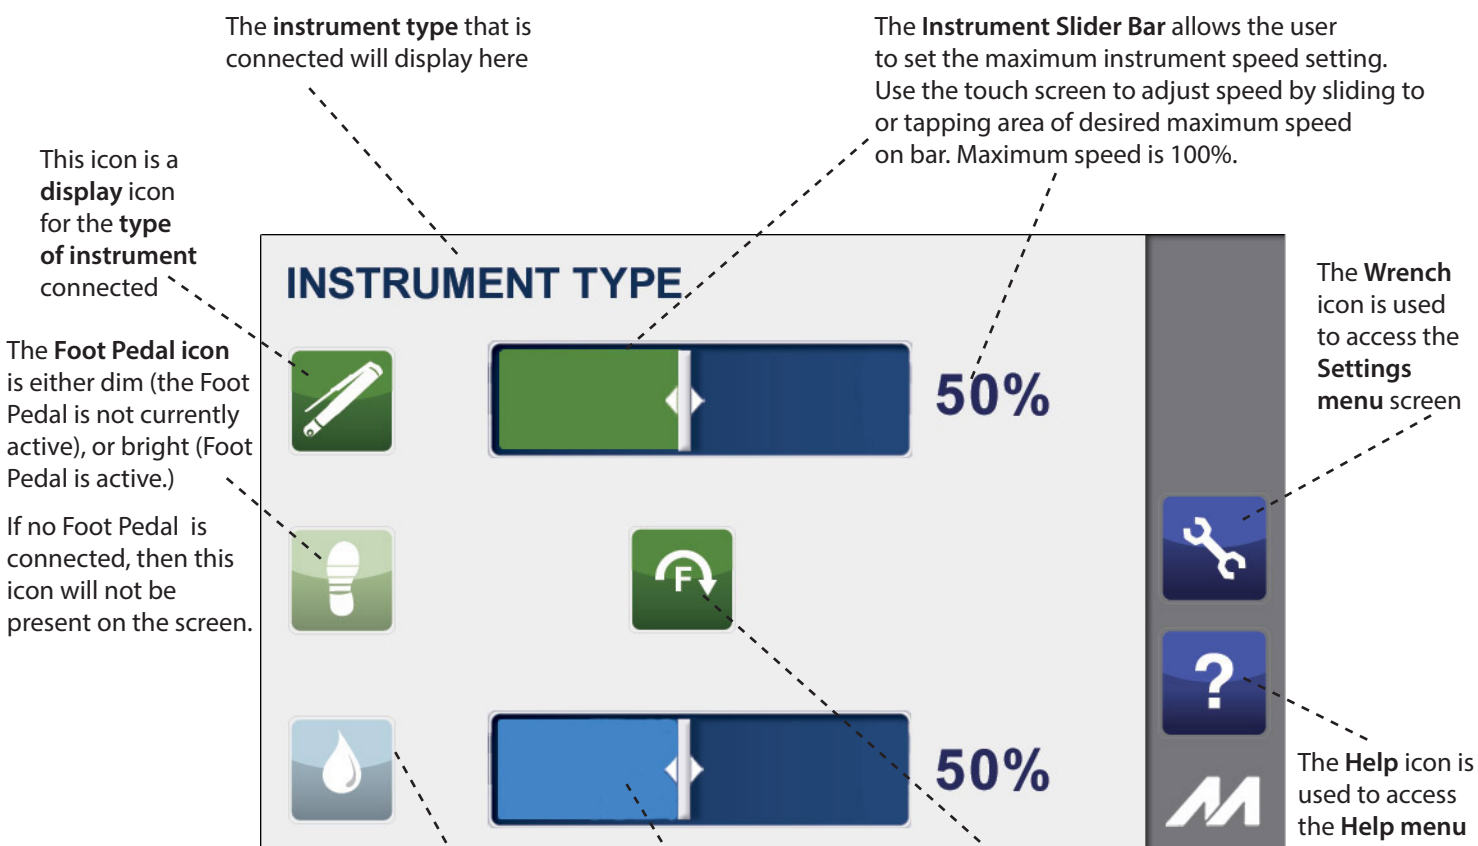 The instrument type that is
connected will display here
The Instrument Slider Bar allows the user
to set the maximum instrument speed setting.
Use the touch screen to adjust speed by sliding to
or tapping area of desired maximum speed
on bar. Maximum speed is 100%.
This icon is a
display icon
for the type
of instrument
connected
The Foot Pedal icon
is either dim (the Foot
Pedal is not currently
active), or bright (Foot
Pedal is active.)
If no Foot Pedal is
connected, then this
icon will not be
present on the screen.
INSTRUMENT TYPE
50%
F
50%
The Wrench
icon is used
to access the
Settings
menu screen
?
The Help icon is
used to access
the Help menu